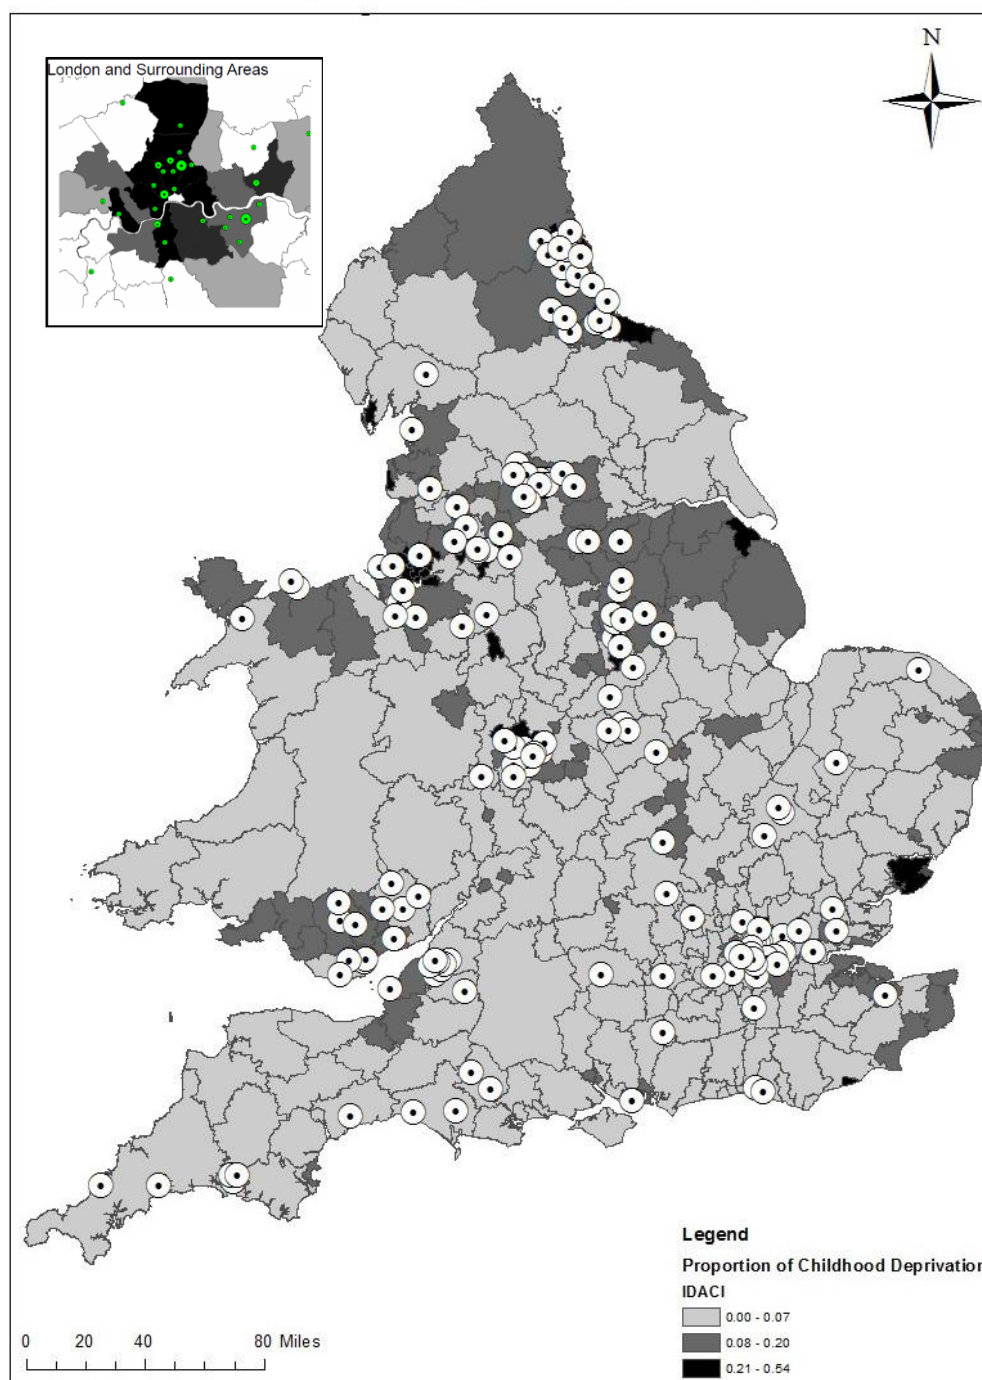 London and Surrounding Areas
N
Legend
Proportion of Childhood Deprivation
IDACI
0.00 - 0.07
0.08 - 0.20
0.21 - 0.54
0 20 40 80 Miles